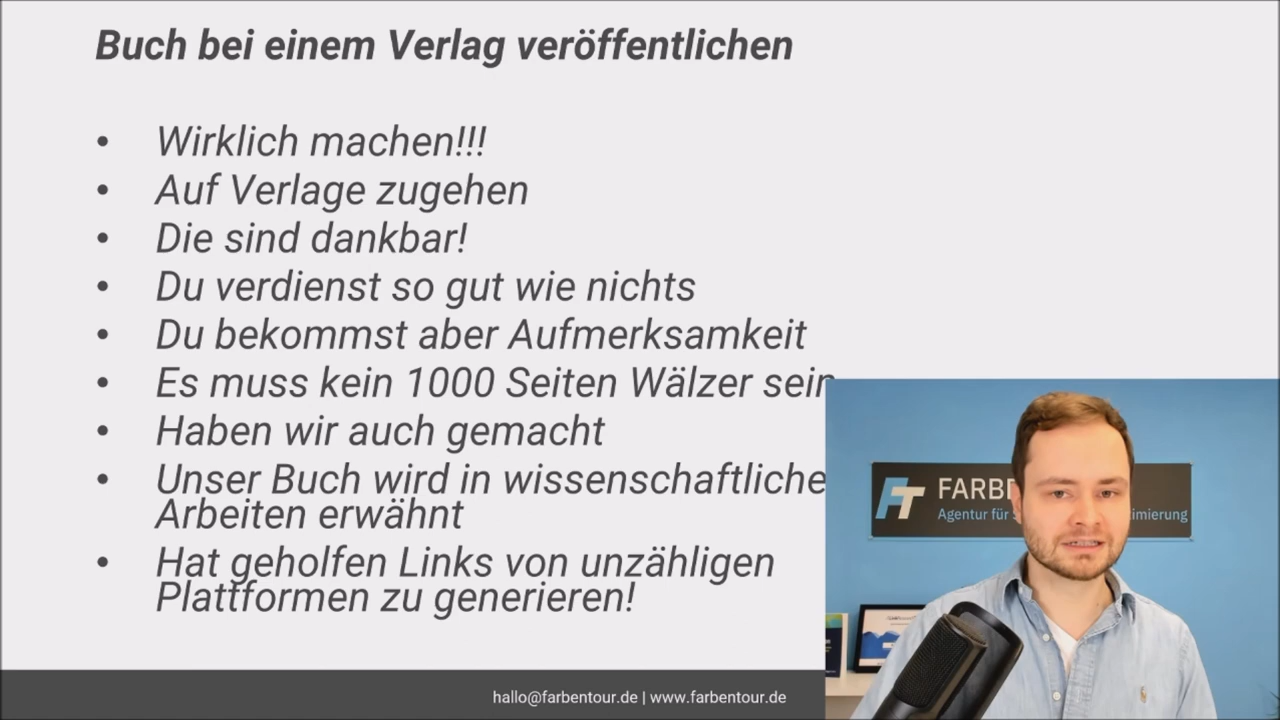 Buch bei einem Verlag veröffentlichen
• Wirklich machen!!!
• Auf Verlage zugehen
• Die sind dankbar!
• Du verdienst so gut wie nichts
• Du bekommst aber Aufmerksamkeit
• Es muss kein 1000 Seiten Wälzer sein
• Haben wir auch gemacht
• Unser Buch wird in wissenschaftliche
Arbeiten erwähnt
• Hat geholfen Links von unzähligen
Plattformen zu generieren!
FT FARBE
Agentur für S imierung
hallo@farbentour.de | www.farbentour.de